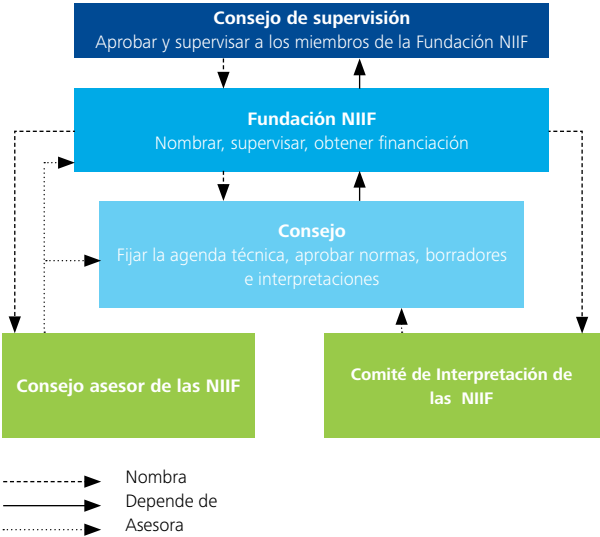 Consejo de supervisión
Aprobar y supervisar a los miembros de la Fundación NIIF
Fundación NIIF
Nombrar, supervisar, obtener financiación
Consejo
Fijar la agenda técnica, aprobar normas, borradores
e interpretaciones
Consejo asesor de las NIIF
Comité de Interpretación de
las NIIF
Nombra
Depende de
Asesora